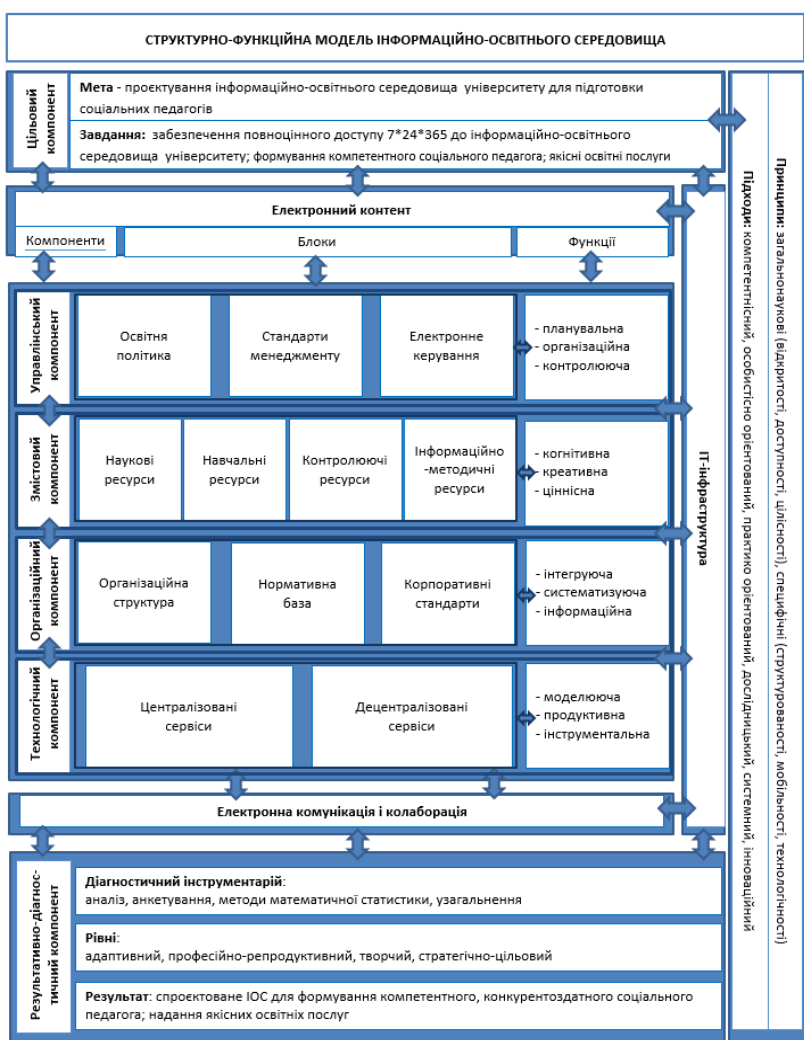 СТРУКТУРНО-ФУНКЦІЙНА МОДЕЛЬ ІНФОРМАЦІЙНО-ОСВІТНЬОГО СЕРЕДОВИЩА
Цільовий
компонент
Мета - проєктування інформаційно-освітнього середовища університету для підготовки
соціальних педагогів
Завдання: забезпечення повноцінного доступу 7*24*365 до інформаційно-освітнього
середовища університету; формування компетентного соціального педагога; якісні освітні послуги
Електронний контент
Компоненти
Блоки
Функції
Управлінський
компонент
Освітня
політика
Стандарти
менеджменту
Електронне
керування
- планувальна
- організаційна
- контролююча
Змістовий
компонент
Наукові
ресурси
Навчальні
ресурси
Контролюючі
ресурси
Інформаційно
-методичні
ресурси
- когнітивна
- креативна
- ціннісна
Організаційний
компонент
Організаційна
структура
Нормативна
база
Корпоративні
стандарти
- інтегруюча
- систематизуюча
- інформаційна
Технологічний
компонент
Централізовані
сервіси
Децентралізовані
сервіси
- моделююча
- продуктивна
- інструментальна
Електронна комунікація і колаборація
Результативно-діагнос-
тичний компонент
Діагностичний інструментарій:
аналіз, анкетування, методи математичної статистики, узагальнення
Рівні:
адаптивний, професійно-репродуктивний, творчий, стратегічно-цільовий
Результат: спроєктоване ІОС для формування компетентного, конкурентоздатного соціального
педагога; надання якісних освітніх послуг
ІТ-інфраструктура
Принципи: загальнонаукові (відкритості, доступності, цілісності), специфічні (структурованості, мобільності, технологічності)
Підходи: компетентнісний, особистісно орієнтований, практико орієнтований, дослідницький, системний, інноваційний